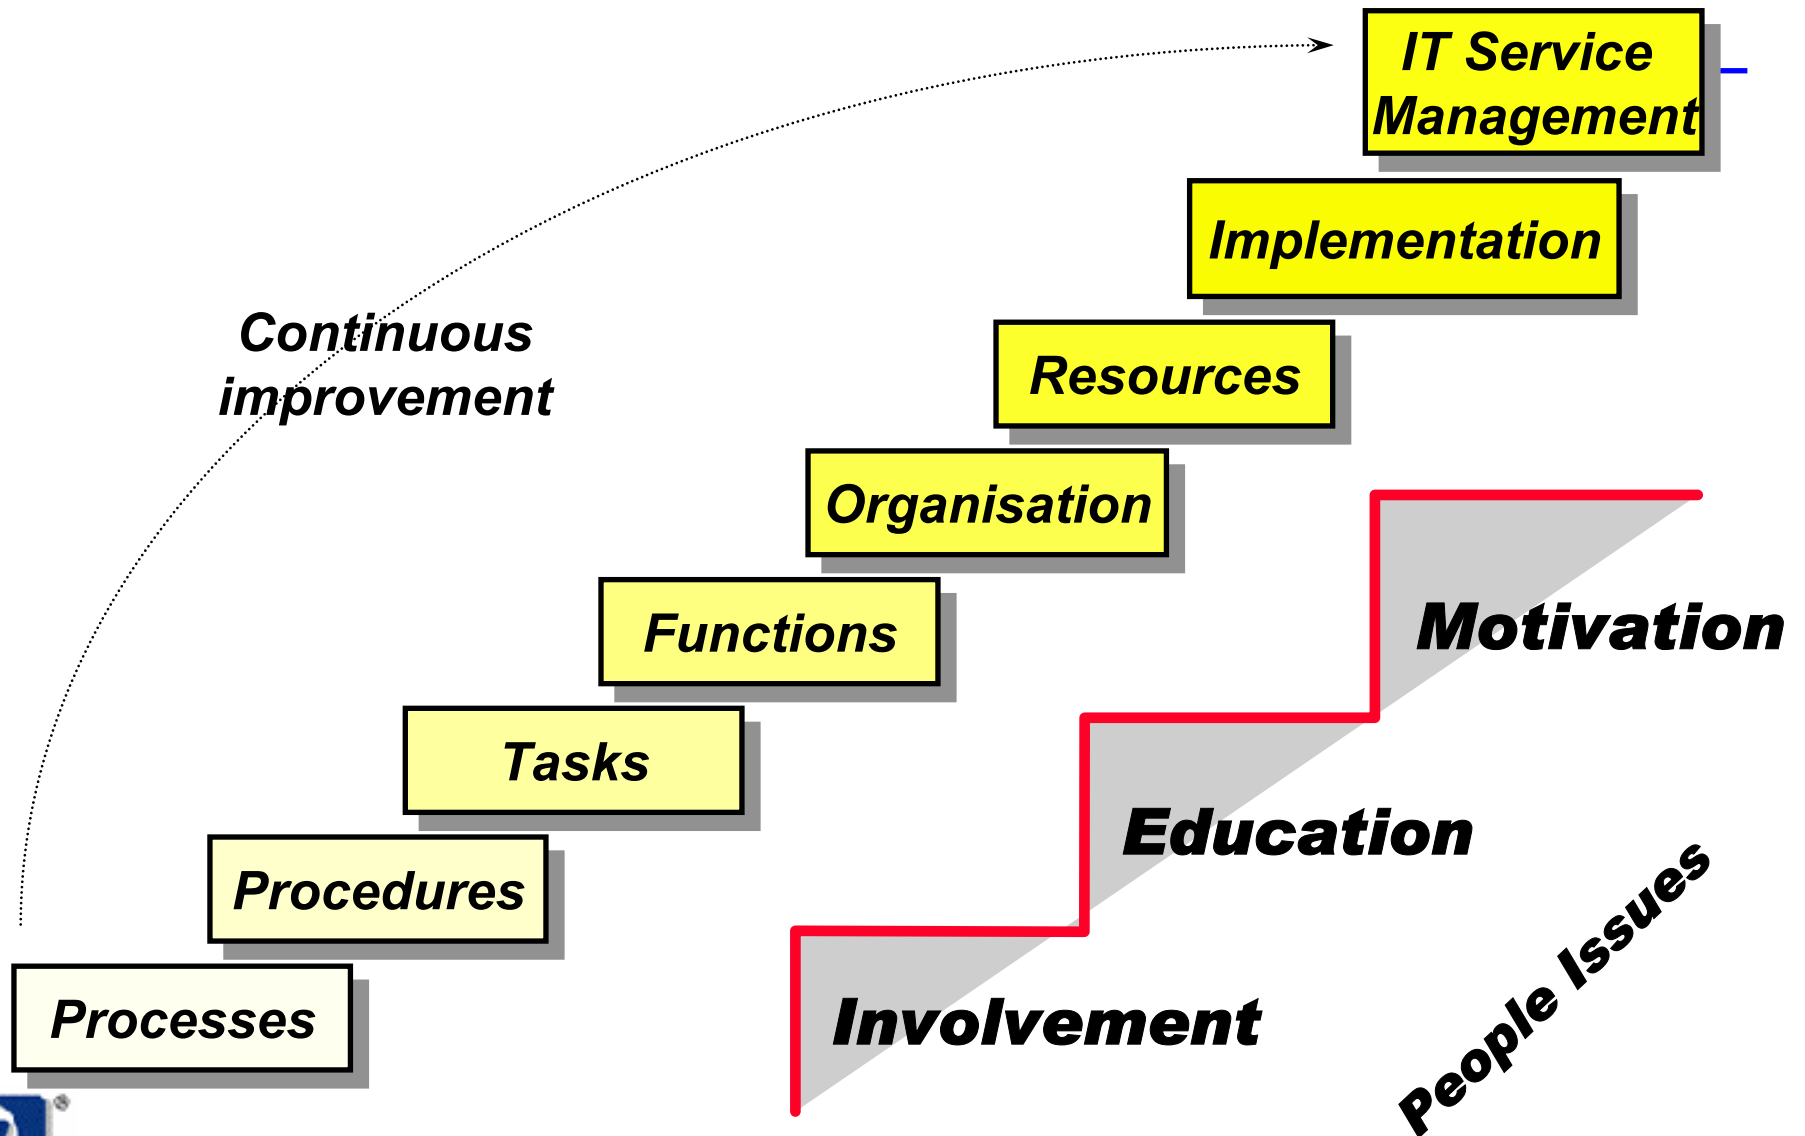 IT Service
Management
Implementation
Continuous
improvement
Resources
Organisation
Functions
Motivation
Tasks
Education
Procedures
People Issues
Processes
Involvement
®